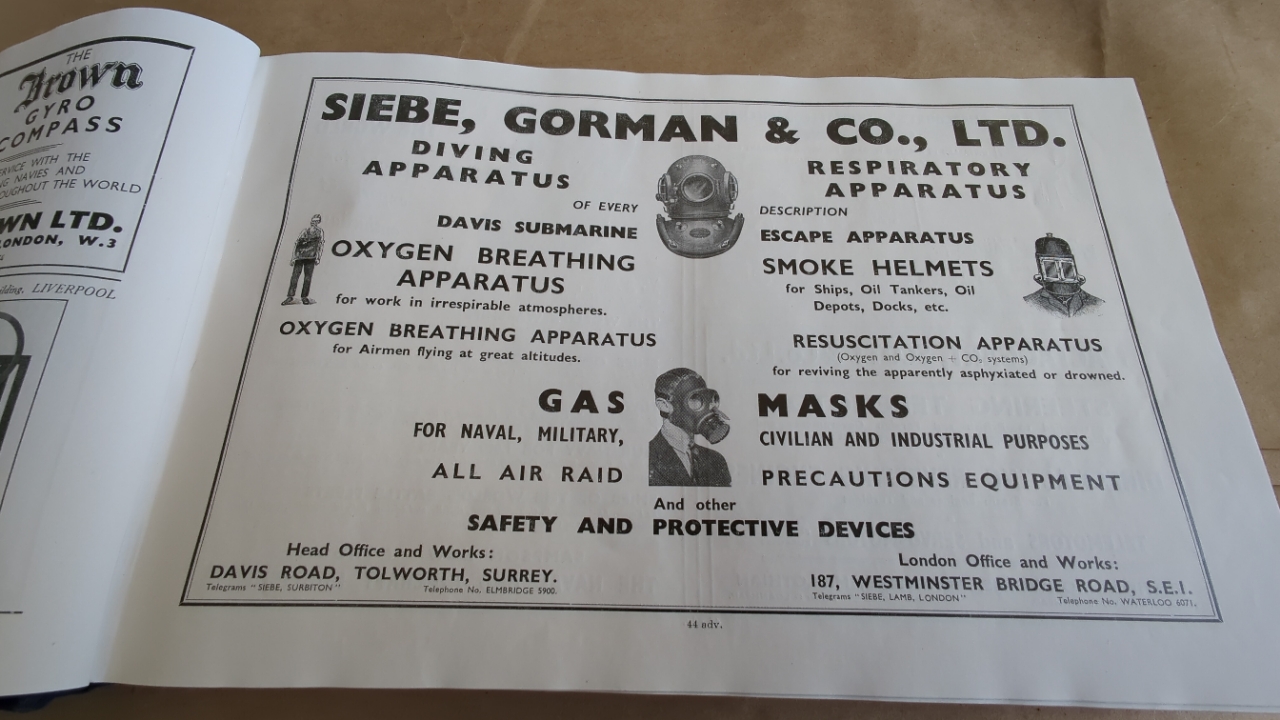 THE
Brown
GYRO
COMPASS
SERVICE WITH THE
NAVIES AND
THROUGHOUT THE WORLD
WN LTD.
LONDON, W.3
LIVERPOOL
SIEBE, GORMAN & CO., LTD.
DIVING
APPARATUS
RESPIRATORY
APPARATUS
OF EVERY DESCRIPTION
DAVIS SUBMARINE ESCAPE APPARATUS
OXYGEN BREATHING
APPARATUS
for work in irrespirable atmospheres.
SMOKE HELMETS
for Ships, Oil Tankers, Oil
Depots, Docks, etc.
OXYGEN BREATHING APPARATUS
for Airmen flying at great altitudes.
RESUSCITATION APPARATUS
(Oxygen and Oxygen + CO₂ systems)
for reviving the apparently asphyxiated or drowned.
GAS MASKS
FOR NAVAL, MILITARY, CIVILIAN AND INDUSTRIAL PURPOSES
ALL AIR RAID PRECAUTIONS EQUIPMENT
And other
SAFETY AND PROTECTIVE DEVICES
Head Office and Works:
DAVIS ROAD, TOLWORTH, SURREY.
Telegrams "SIEBE, SURBITON" Telephone No. ELMBRIDGE 5900.
London Office and Works:
187, WESTMINSTER BRIDGE ROAD, S.E.1.
Telegrams "SIEBE, LAMB, LONDON" Telephone No. WATERLOO 6071.
44 adv.